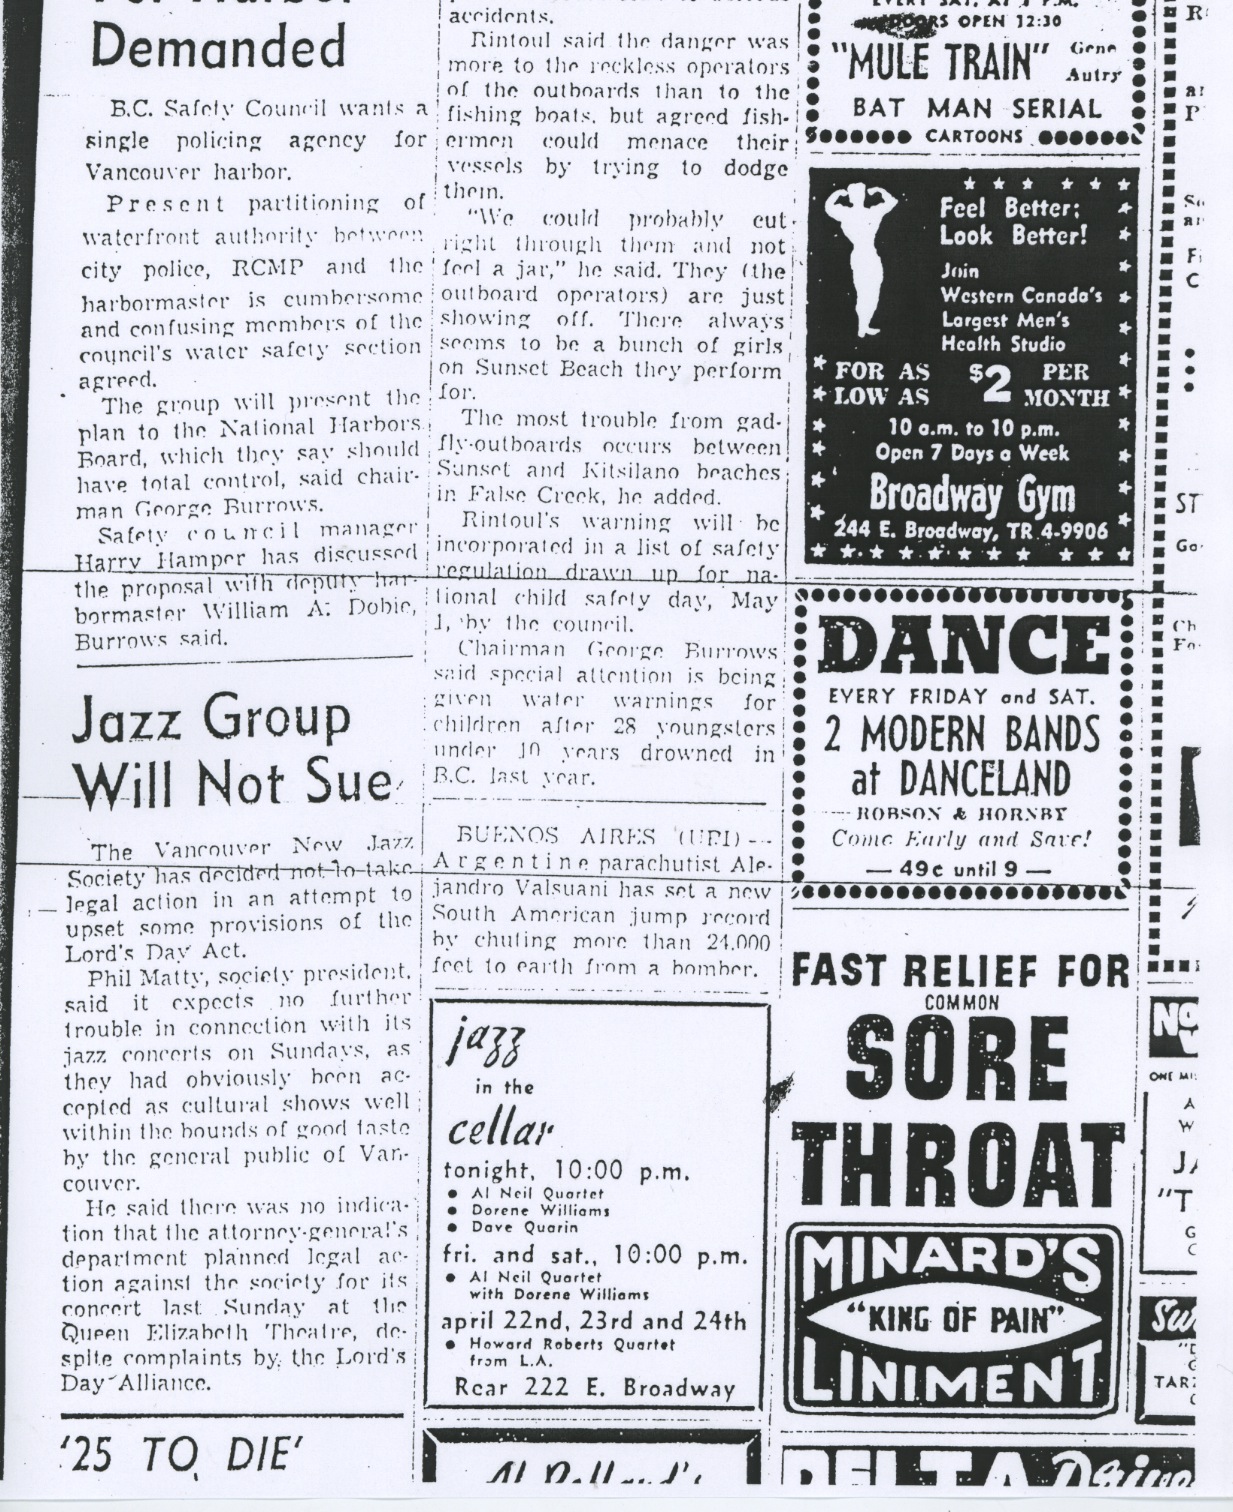 Demanded
B.C. Safety Council wants a
single policing agency for
Vancouver harbor.
Present partitioning of
waterfront authority between
city police, RCMP and the
harbormaster is cumbersome
and confusing members of the
council's water safety section
agreed.
The group will present the
plan to the National Harbors
Board, which they say should
have total control, said chair-
man George Burrows.
Safety council manager
Harry Hamper has discussed
the proposal with deputy har-
bormaster William A. Dobie,
Burrows said.
Jazz Group
Will Not Sue
The Vancouver New Jazz
Society has decided not to take
legal action in an attempt to
upset some provisions of the
Lord's Day Act.
Phil Matty, society president,
said it expects no further
trouble in connection with its
jazz concerts on Sundays, as
they had obviously been ac-
cepted as cultural shows well
within the bounds of good taste
by the general public of Van-
couver.
He said there was no indica-
tion that the attorney-general's
department planned legal ac-
tion against the society for its
concert last Sunday at the
Queen Elizabeth Theatre, de-
spite complaints by the Lord's
Day Alliance.
'25 TO DIE'
accidents.
Rintoul said the danger was
more to the reckless operators
of the outboards than to the
fishing boats, but agreed fish-
ermen could menace their
vessels by trying to dodge
them.
"We could probably cut
right through them and not
feel a jar," he said. They (the
outboard operators) are just
showing off. There always
seems to be a bunch of girls
on Sunset Beach they perform
for.
The most trouble from gad-
fly-outboards occurs between
Sunset and Kitsilano beaches
in False Creek, he added.
Rintoul's warning will be
incorporated in a list of safety
regulation drawn up for na-
tional child safety day, May
1, by the council.
Chairman George Burrows
said special attention is being
given water warnings for
children after 28 youngsters
under 10 years drowned in
B.C. last year.
BUENOS AIRES (UPI) --
Argentine parachutist Ale-
jandro Valsuani has set a new
South American jump record
by chuting more than 24,000
feet to earth from a bomber.
jazz
in the
cellar
tonight, 10:00 p.m.
• Al Neil Quartet
• Dorene Williams
• Dave Quarin
fri. and sat., 10:00 p.m.
• Al Neil Quartet
with Dorene Williams
april 22nd, 23rd and 24th
• Howard Roberts Quartet
from L.A.
Rear 222 E. Broadway
EVERY SAT. AT 1 P.M.
DOORS OPEN 12:30
"MULE TRAIN" Gene
Autry
BAT MAN SERIAL
CARTOONS
Feel Better:
Look Better!
Join
Western Canada's
Largest Men's
Health Studio
FOR AS
LOW AS $2 PER
MONTH
10 a.m. to 10 p.m.
Open 7 Days a Week
Broadway Gym
244 E. Broadway, TR 4-9906
DANCE
EVERY FRIDAY and SAT.
2 MODERN BANDS
at DANCELAND
ROBSON & HORNBY
Come Early and Save!
— 49c until 9 —
FAST RELIEF FOR
COMMON
SORE
THROAT
MINARD'S
"KING OF PAIN"
LINIMENT
DELTA
ST
ONE MI
TARZ